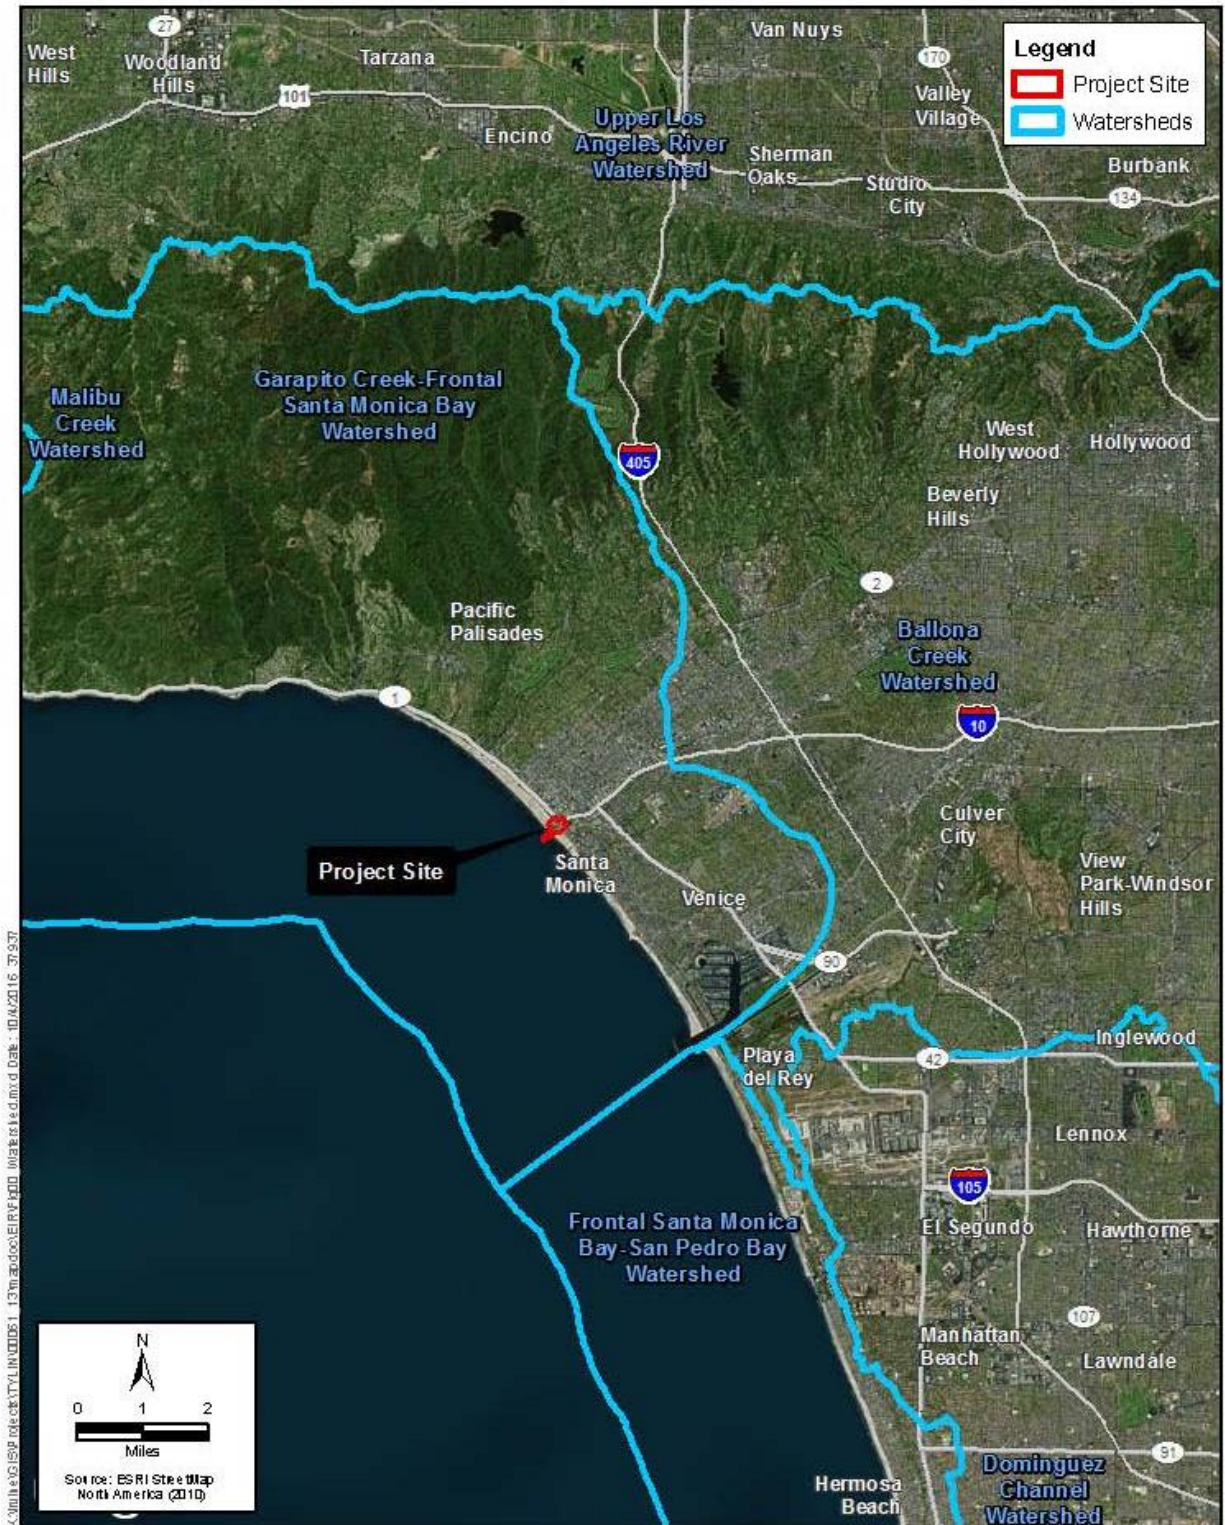 27
West
Hills
Woodland
Hills
Tarzana
Van Nuys
Legend
Project Site
Watersheds
101
170
Valley
Village
Encino
Upper Los
Angeles River
Watershed
Sherman
Oaks
Studio
City
Burbank
134
Malibu
Creek
Watershed
Garapito Creek-Frontal
Santa Monica Bay
Watershed
405
West
Hollywood
Hollywood
Beverly
Hills
2
Pacific
Palisades
Ballona
Creek
Watershed
1
10
Culver
City
Project Site
Santa
Monica
Venice
View
Park-Windsor
Hills
90
Playa
del Rey
42
Inglewood
Lennox
105
El Segundo
Hawthorne
Frontal Santa Monica
Bay-San Pedro Bay
Watershed
107
Manhattan
Beach
Lawndale
91
Hermosa
Beach
Dominguez
Channel
Watershed
N
0 1 2
Miles
Source: ESRI StreetMap
North America (2010)